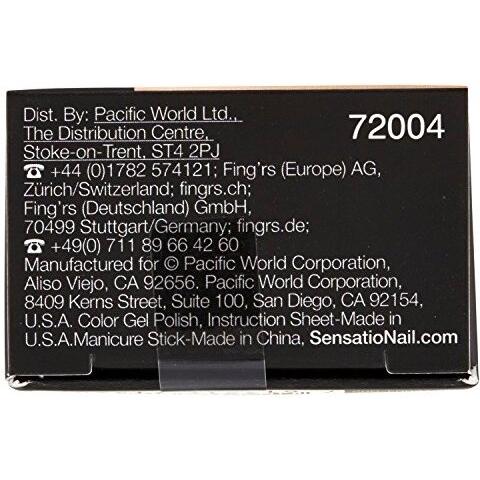 Dist. By: Pacific World Ltd.,
72004
The Distribution Centre,
Stoke-on-Trent, ST4 2PJ
☎ +44 (0)1782 574121; Fing'rs (Europe) AG,
Zürich/Switzerland; fingrs.ch;
Fing'rs (Deutschland) GmbH,
70499 Stuttgart/Germany; fingrs.de;
☎ +49(0) 711 89 66 42 60
Manufactured for © Pacific World Corporation,
Aliso Viejo, CA 92656. Pacific World Corporation,
8409 Kerns Street, Suite 100, San Diego, CA 92154,
U.S.A. Color Gel Polish, Instruction Sheet-Made in
U.S.A.Manicure Stick-Made in China, SensatioNail.com